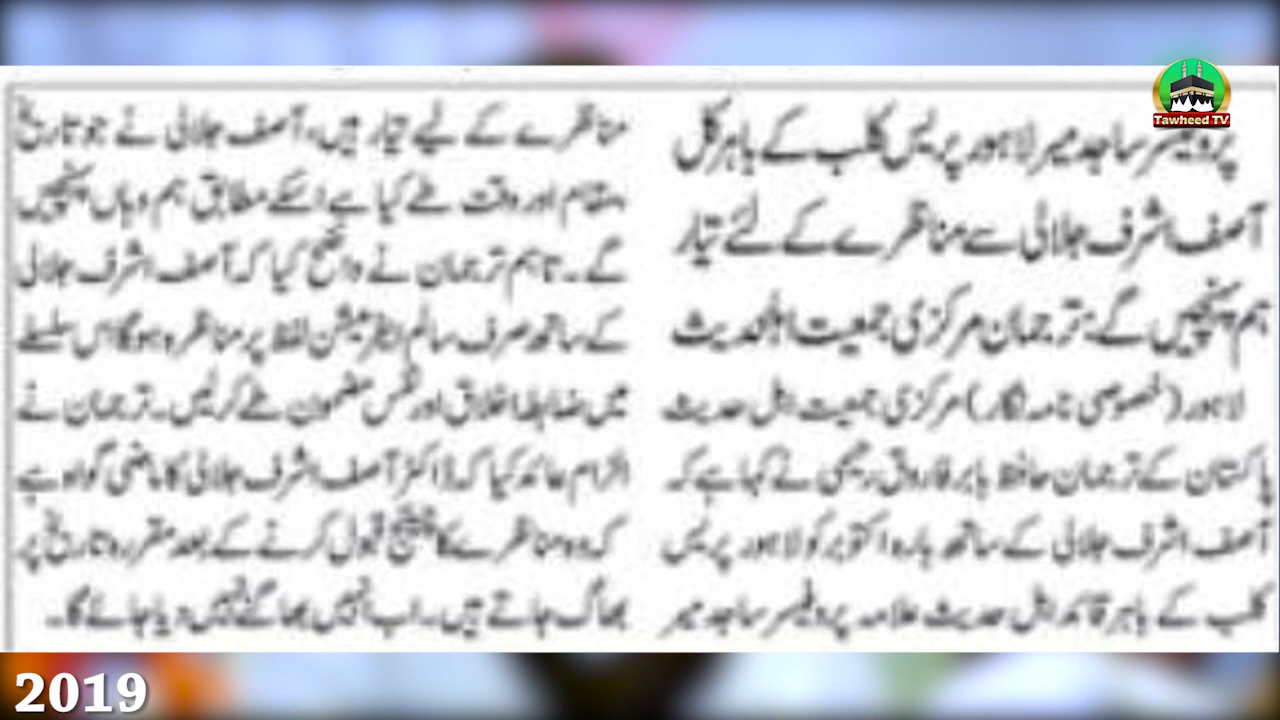 پروفیسر ساجد میر لاہور پریس کلب کے باہر کل
آصف اشرف جلالی سے مناظرے کے لئے تیار
ہم پہنچیں گے: ترجمان مرکزی جمعیت اہلحدیث
لاہور (خصوصی نامہ نگار) مرکزی جمعیت اہل حدیث
پاکستان کے ترجمان حافظ بابر فاروق رحیمی نے کہا ہے کہ
آصف اشرف جلالی کے ساتھ بارہ اکتوبر کو لاہور پریس
کلب کے باہر قائد اہل حدیث علامہ پروفیسر ساجد میر
مناظرے کے لیے تیار ہیں، آصف جلالی نے جو تاریخ
،مقام اور وقت طے کیا ہے اسکے مطابق ہم وہاں پہنچیں
گے۔ تاہم ترجمان نے واضح کیا کہ آصف اشرف جلالی
کے ساتھ صرف سالم انٹرمیشن لفظ پر مناظرہ ہوگا اس سلسلے
میں ضابطہ اخلاق اور نفس مضمون طے کر لیں۔ ترجمان نے
الزام عائد کیا کہ ڈاکٹر آصف اشرف جلالی کا ماضی گواہ ہے
کہ وہ مناظرے کا چیلنج قبول کرنے کے بعد مقررہ تاریخ پر
بھاگ جاتے ہیں۔ اب انہیں بھاگنے نہیں دیا جائے گا۔
Tawheed TV
2019